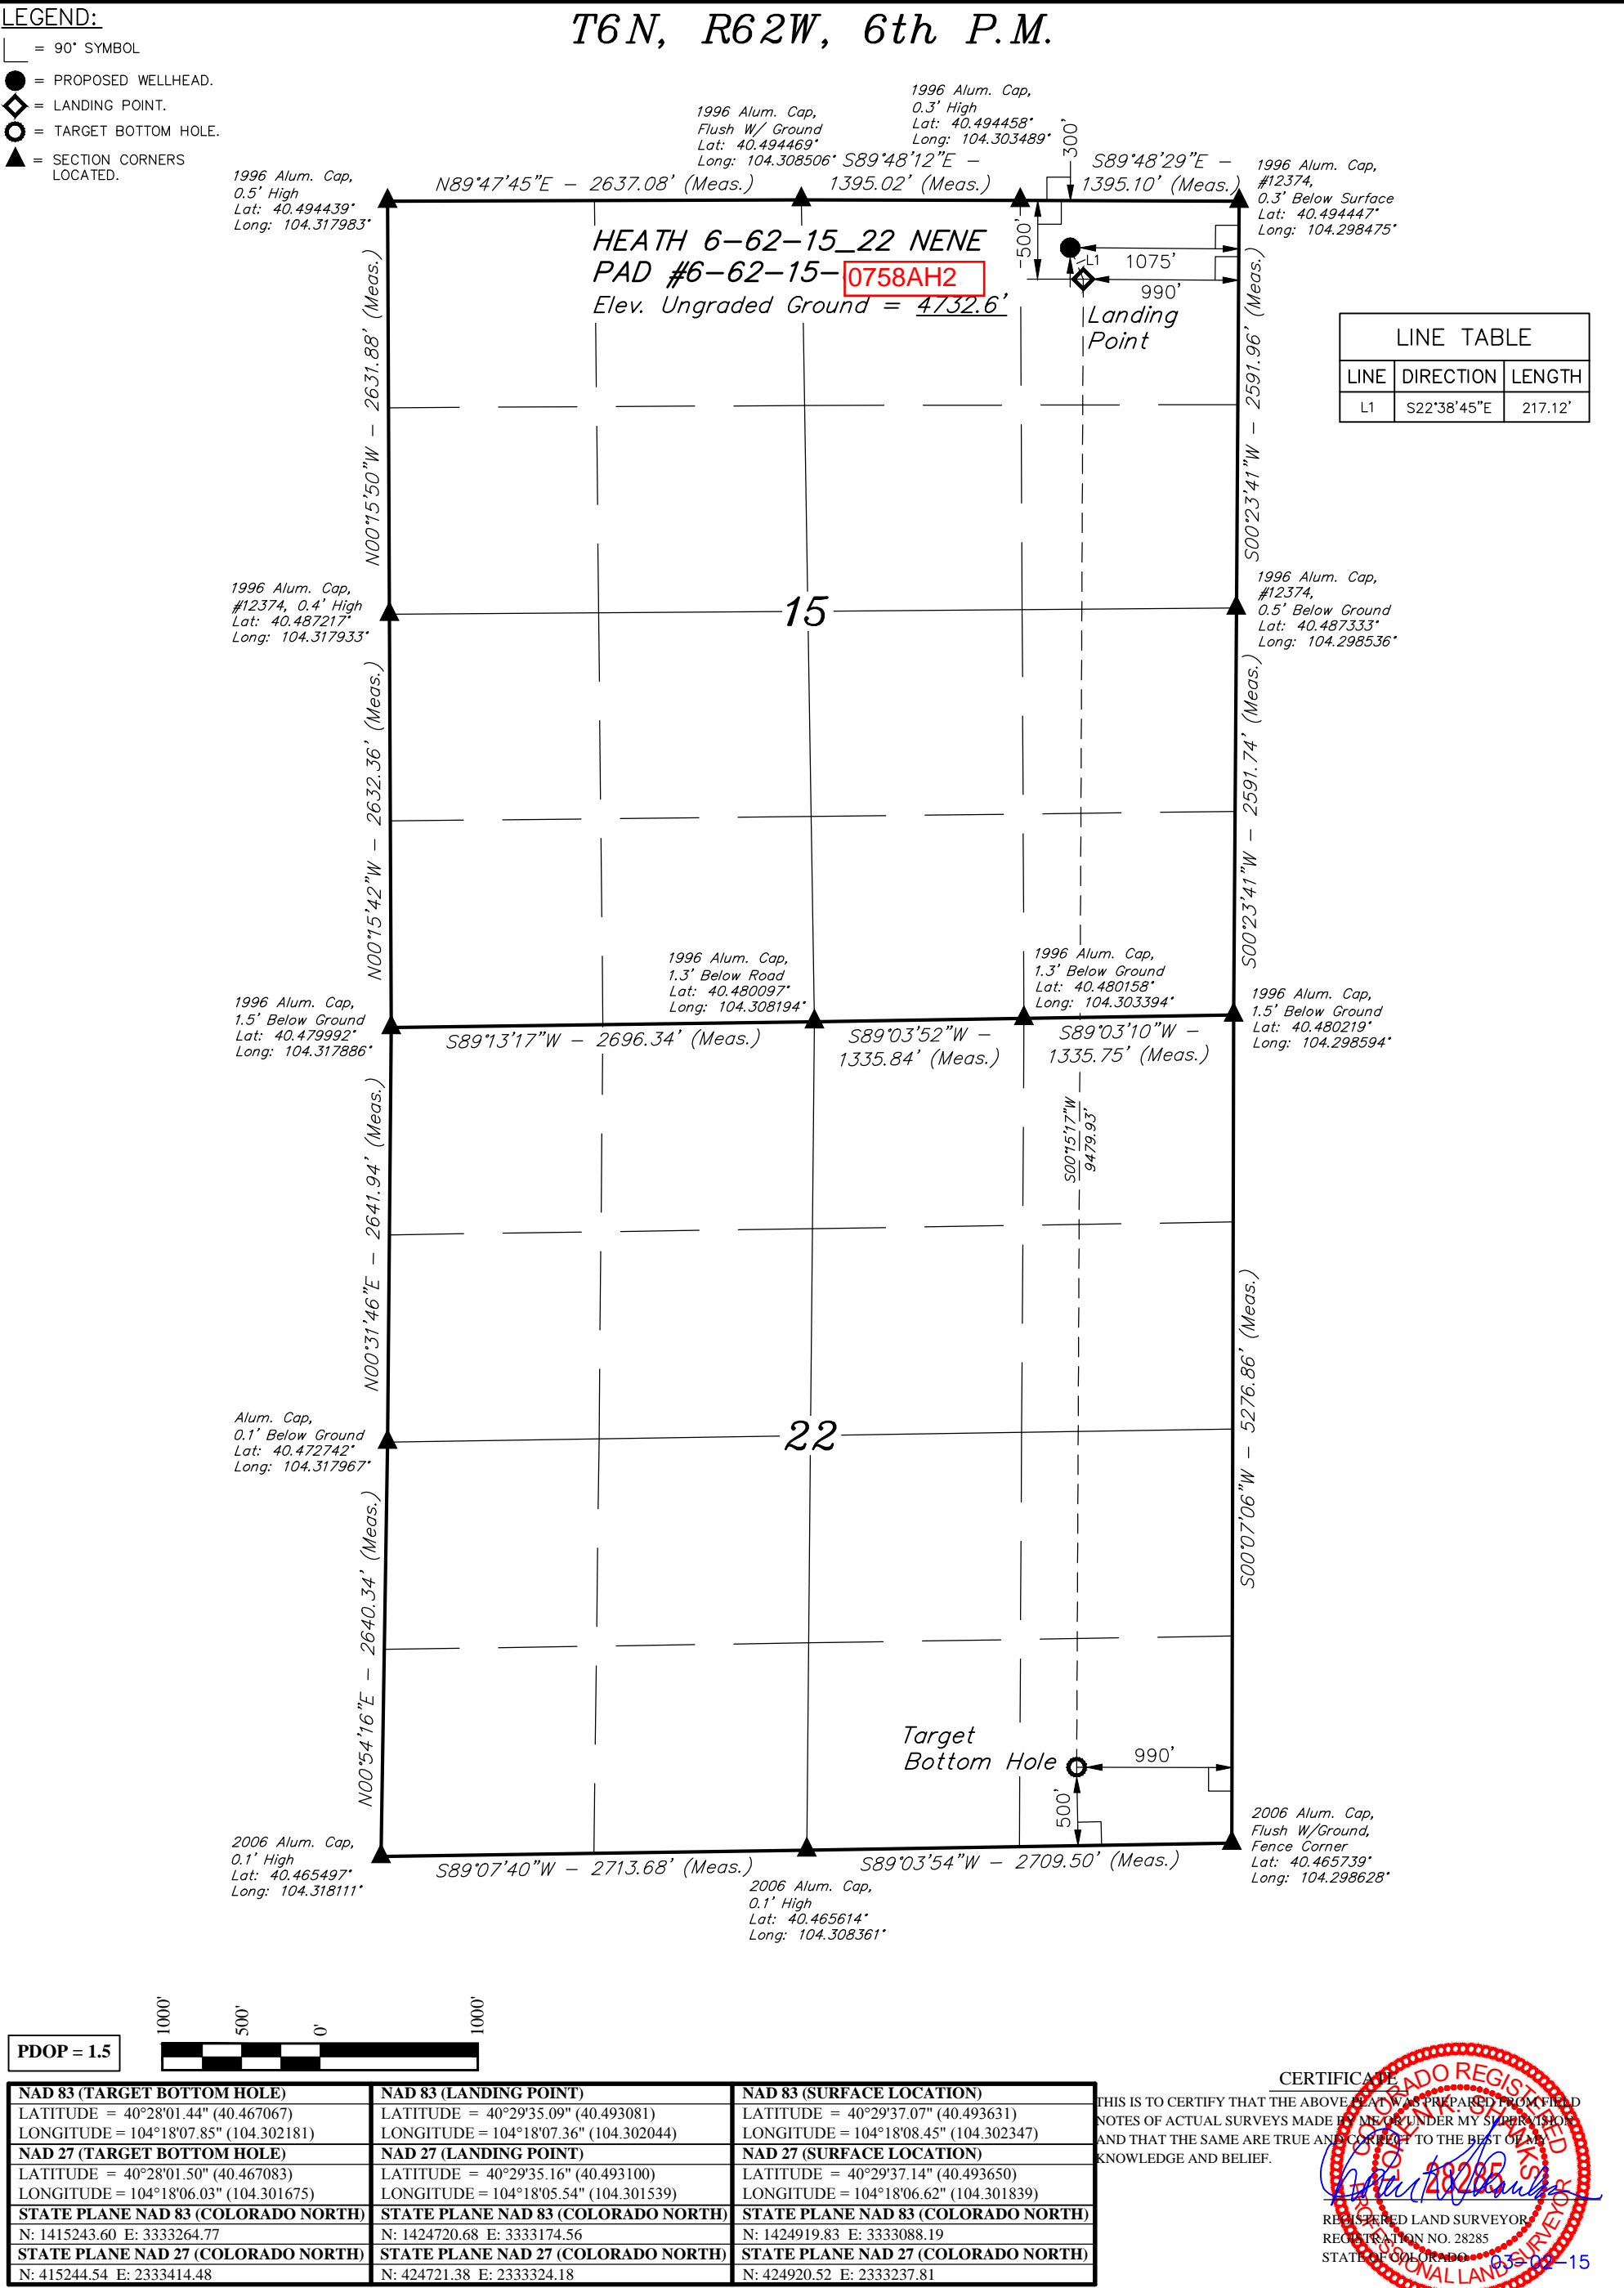 LEGEND:
= 90° SYMBOL
= PROPOSED WELLHEAD.
= LANDING POINT.
= TARGET BOTTOM HOLE.
= SECTION CORNERS
LOCATED.
T6N, R62W, 6th P.M.
1996 Alum. Cap,
0.5' High
Lat: 40.494439°
Long: 104.317983°
N89°47'45"E - 2637.08' (Meas.)
1996 Alum. Cap,
Flush W/ Ground
Lat: 40.494469°
Long: 104.308506°
S89°48'12"E -
1395.02' (Meas.)
1996 Alum. Cap,
0.3' High
Lat: 40.494458°
Long: 104.303489°
300'
S89°48'29"E -
1395.10' (Meas.)
1996 Alum. Cap,
#12374,
0.3' Below Surface
Lat: 40.494447°
Long: 104.298475°
HEATH 6-62-15_22 NENE
PAD #6-62-15-0758AH2
Elev. Ungraded Ground = 4732.6'
500'
L1
1075'
990'
Landing
Point
LINE TABLE
LINE DIRECTION LENGTH
L1 S22°38'45"E 217.12'
N00°15'50"W - 2631.88' (Meas.)
S00°23'41"W - 2591.96' (Meas.)
1996 Alum. Cap,
#12374, 0.4' High
Lat: 40.487217°
Long: 104.317933°
15
1996 Alum. Cap,
#12374,
0.5' Below Ground
Lat: 40.487333°
Long: 104.298536°
N00°15'42"W - 2632.36' (Meas.)
S00°23'41"W - 2591.74' (Meas.)
1996 Alum. Cap,
1.5' Below Ground
Lat: 40.479992°
Long: 104.317886°
1996 Alum. Cap,
1.3' Below Road
Lat: 40.480097°
Long: 104.308194°
1996 Alum. Cap,
1.3' Below Ground
Lat: 40.480158°
Long: 104.303394°
1996 Alum. Cap,
1.5' Below Ground
Lat: 40.480219°
Long: 104.298594°
S89°13'17"W - 2696.34' (Meas.)
S89°03'52"W -
1335.84' (Meas.)
S89°03'10"W -
1335.75' (Meas.)
S00°15'17"W
9479.93'
N00°31'46"E - 2641.94' (Meas.)
S00°07'06"W - 5276.86' (Meas.)
Alum. Cap,
0.1' Below Ground
Lat: 40.472742°
Long: 104.317967°
22
N00°54'16"E - 2640.34' (Meas.)
Target
Bottom Hole
990'
500'
2006 Alum. Cap,
0.1' High
Lat: 40.465497°
Long: 104.318111°
S89°07'40"W - 2713.68' (Meas.)
S89°03'54"W - 2709.50' (Meas.)
2006 Alum. Cap,
0.1' High
Lat: 40.465614°
Long: 104.308361°
2006 Alum. Cap,
Flush W/Ground,
Fence Corner
Lat: 40.465739°
Long: 104.298628°
PDOP = 1.5
1000' 500' 0' 1000'
NAD 83 (TARGET BOTTOM HOLE) NAD 83 (LANDING POINT) NAD 83 (SURFACE LOCATION)
LATITUDE = 40°28'01.44" (40.467067) LATITUDE = 40°29'35.09" (40.493081) LATITUDE = 40°29'37.07" (40.493631)
LONGITUDE = 104°18'07.85" (104.302181) LONGITUDE = 104°18'07.36" (104.302044) LONGITUDE = 104°18'08.45" (104.302347)
NAD 27 (TARGET BOTTOM HOLE) NAD 27 (LANDING POINT) NAD 27 (SURFACE LOCATION)
LATITUDE = 40°28'01.50" (40.467083) LATITUDE = 40°29'35.16" (40.493100) LATITUDE = 40°29'37.14" (40.493650)
LONGITUDE = 104°18'06.03" (104.301675) LONGITUDE = 104°18'05.54" (104.301539) LONGITUDE = 104°18'06.62" (104.301839)
STATE PLANE NAD 83 (COLORADO NORTH) STATE PLANE NAD 83 (COLORADO NORTH) STATE PLANE NAD 83 (COLORADO NORTH)
N: 1415243.60 E: 3333264.77 N: 1424720.68 E: 3333174.56 N: 1424919.83 E: 3333088.19
STATE PLANE NAD 27 (COLORADO NORTH) STATE PLANE NAD 27 (COLORADO NORTH) STATE PLANE NAD 27 (COLORADO NORTH)
N: 415244.54 E: 2333414.48 N: 424721.38 E: 2333324.18 N: 424920.52 E: 2333237.81
CERTIFICATE
THIS IS TO CERTIFY THAT THE ABOVE PLAT WAS PREPARED FROM FIELD
NOTES OF ACTUAL SURVEYS MADE BY ME OR UNDER MY SUPERVISION
AND THAT THE SAME ARE TRUE AND CORRECT TO THE BEST OF MY
KNOWLEDGE AND BELIEF.
REGISTERED LAND SURVEYOR
REGISTRATION NO. 28285
STATE OF COLORADO
COLORADO REGISTERED
LOREN K. SHANKS
28285
PROFESSIONAL LAND SURVEYOR
03-02-15